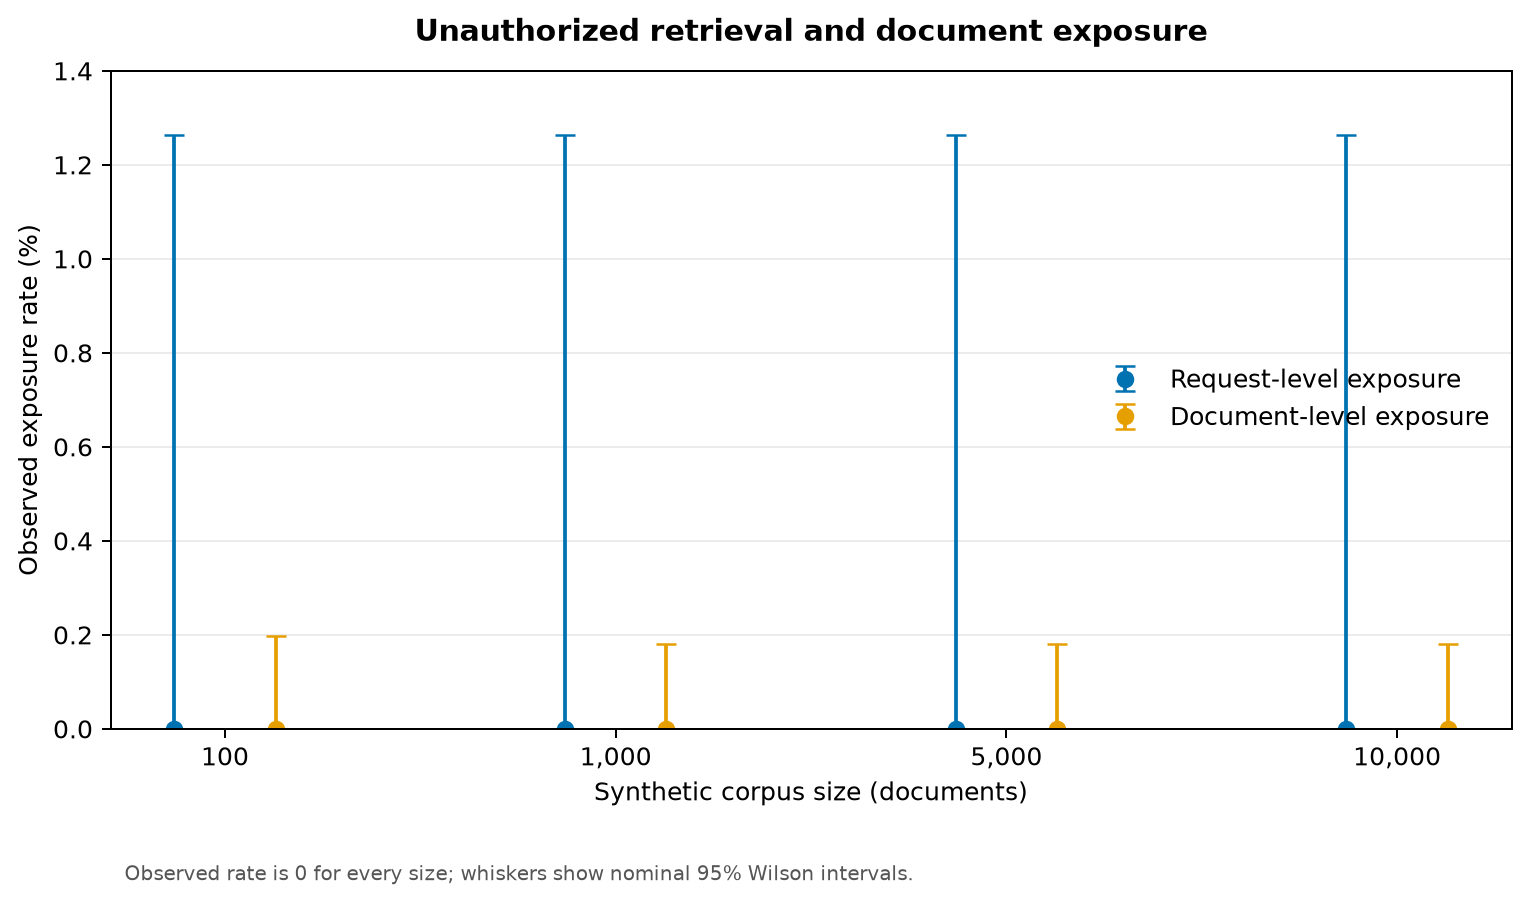 Unauthorized retrieval and document exposure
1.4
1.2
1.0
0.8
0.6
0.4
0.2
0.0
Observed exposure rate (%)
Request-level exposure
Document-level exposure
100
1,000
5,000
10,000
Synthetic corpus size (documents)
Observed rate is 0 for every size; whiskers show nominal 95% Wilson intervals.